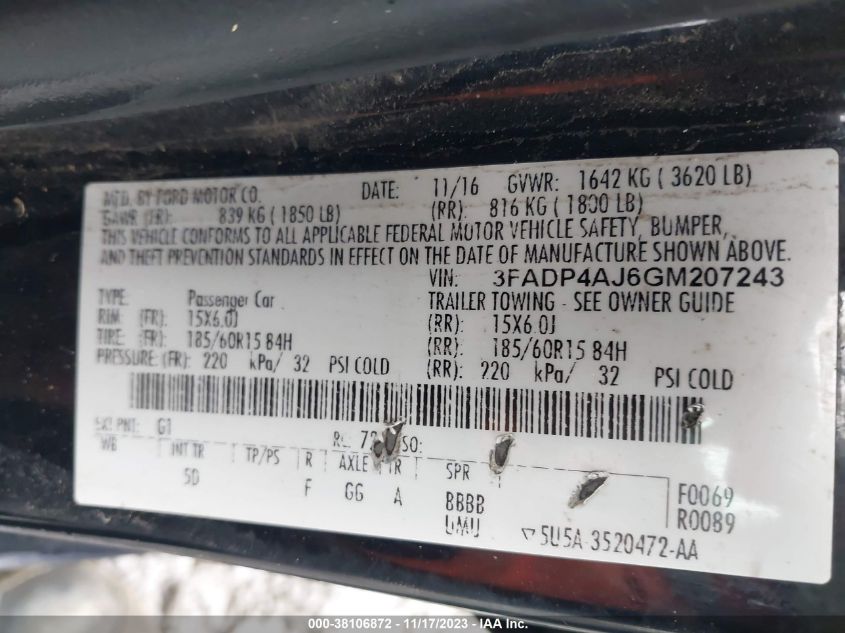 MFD. BY FORD MOTOR CO. DATE: 11/16 GVWR: 1642 KG ( 3620 LB)
GAWR (FR): 839 KG ( 1850 LB) (RR): 816 KG ( 1800 LB)
THIS VEHICLE CONFORMS TO ALL APPLICABLE FEDERAL MOTOR VEHICLE SAFETY, BUMPER,
AND THEFT PREVENTION STANDARDS IN EFFECT ON THE DATE OF MANUFACTURE SHOWN ABOVE.
VIN: 3FADP4AJ6GM207243
TYPE: Passenger Car TRAILER TOWING - SEE OWNER GUIDE
RIM (FR): 15X6.0J (RR): 15X6.0J
TIRE: (FR): 185/60R15 84H (RR): 185/60R15 84H
PRESSURE: (FR): 220 kPa/ 32 PSI COLD (RR): 220 kPa/ 32 PSI COLD
EXT PNT: G1 72 SO:
WB INT TR TP/PS R AXLE TR SPR
5D F GG A BBBB F0069
UMU R0089
5U5A-3520472-AA
000-38106872 - 11/17/2023 - IAA Inc.